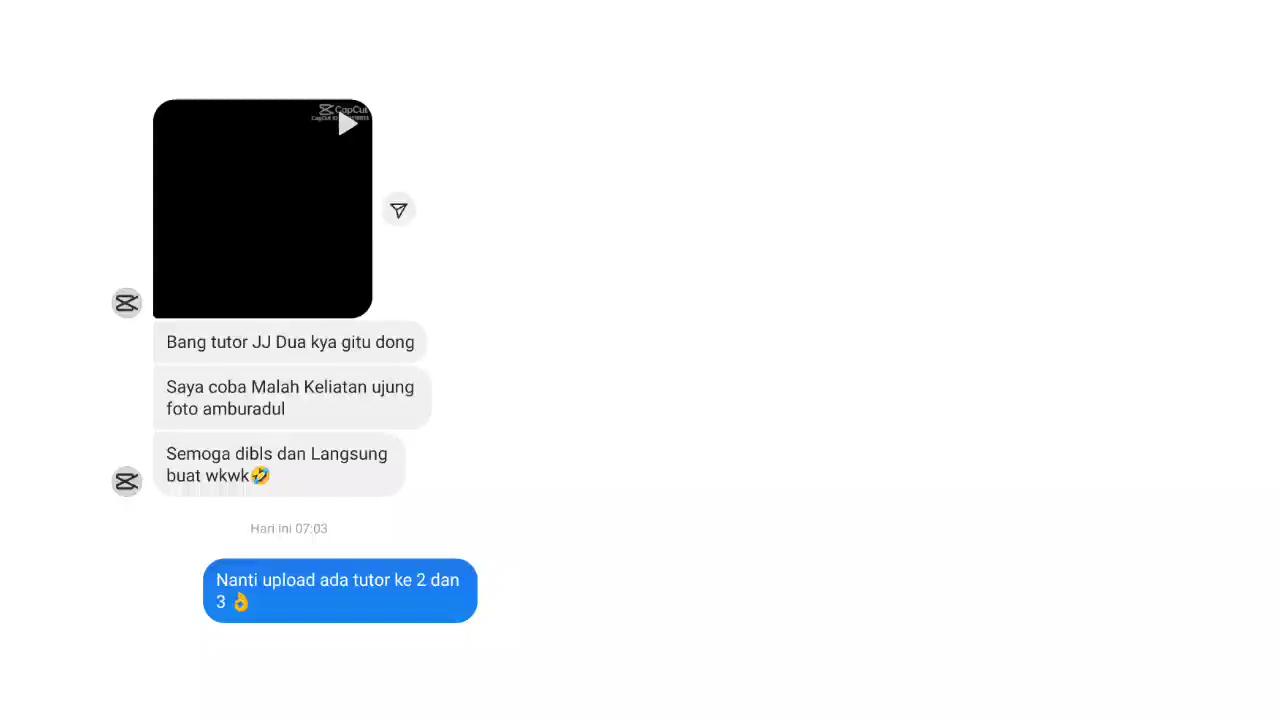 CapCut
Bang tutor JJ Dua kya gitu dong
Saya coba Malah Keliatan ujung
foto amburadul
Semoga dibls dan Langsung
buat wkwk🤣
Hari ini 07:03
Nanti upload ada tutor ke 2 dan
3 👌